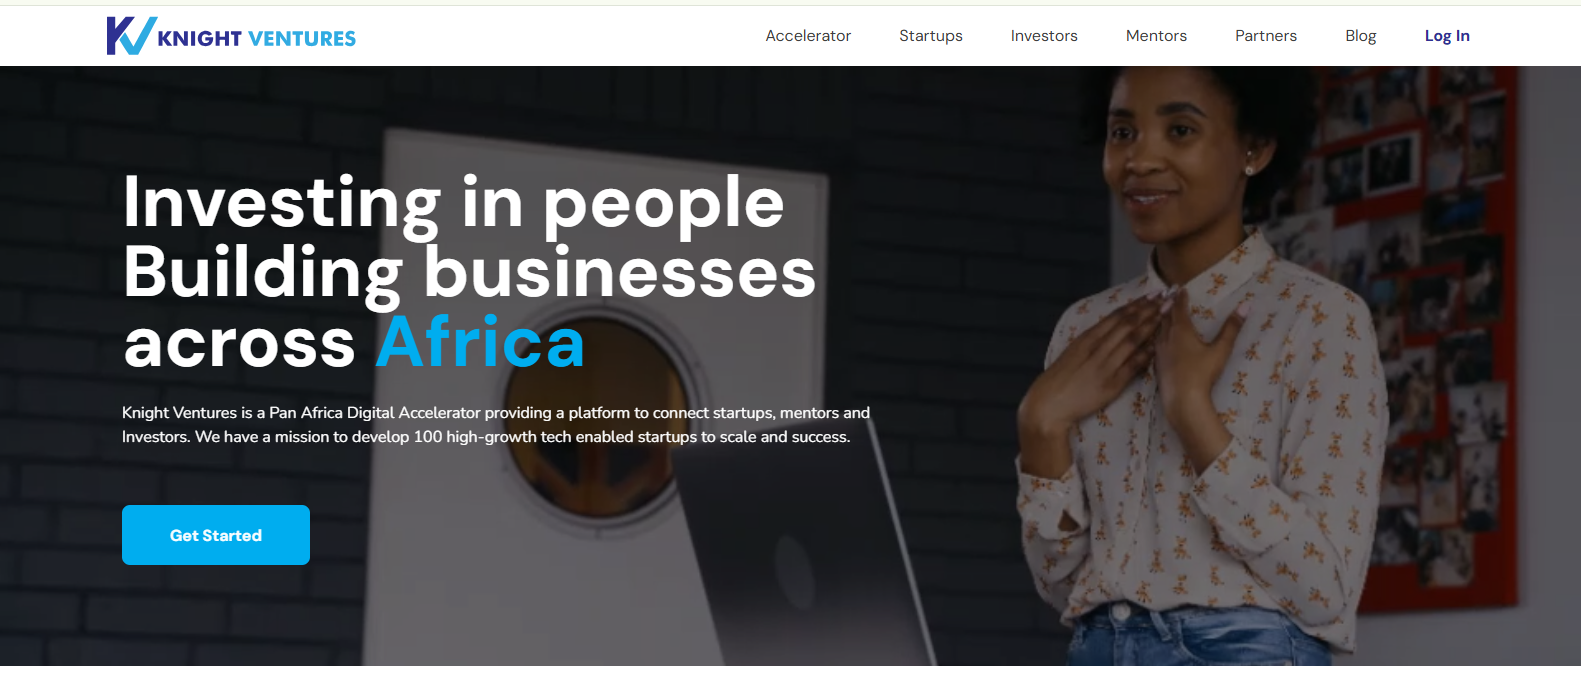 KNIGHT VENTURES
Accelerator Startups Investors Mentors Partners Blog Log In
Investing in people
Building businesses
across Africa
Knight Ventures is a Pan Africa Digital Accelerator providing a platform to connect startups, mentors and
Investors. We have a mission to develop 100 high-growth tech enabled startups to scale and success.
Get Started